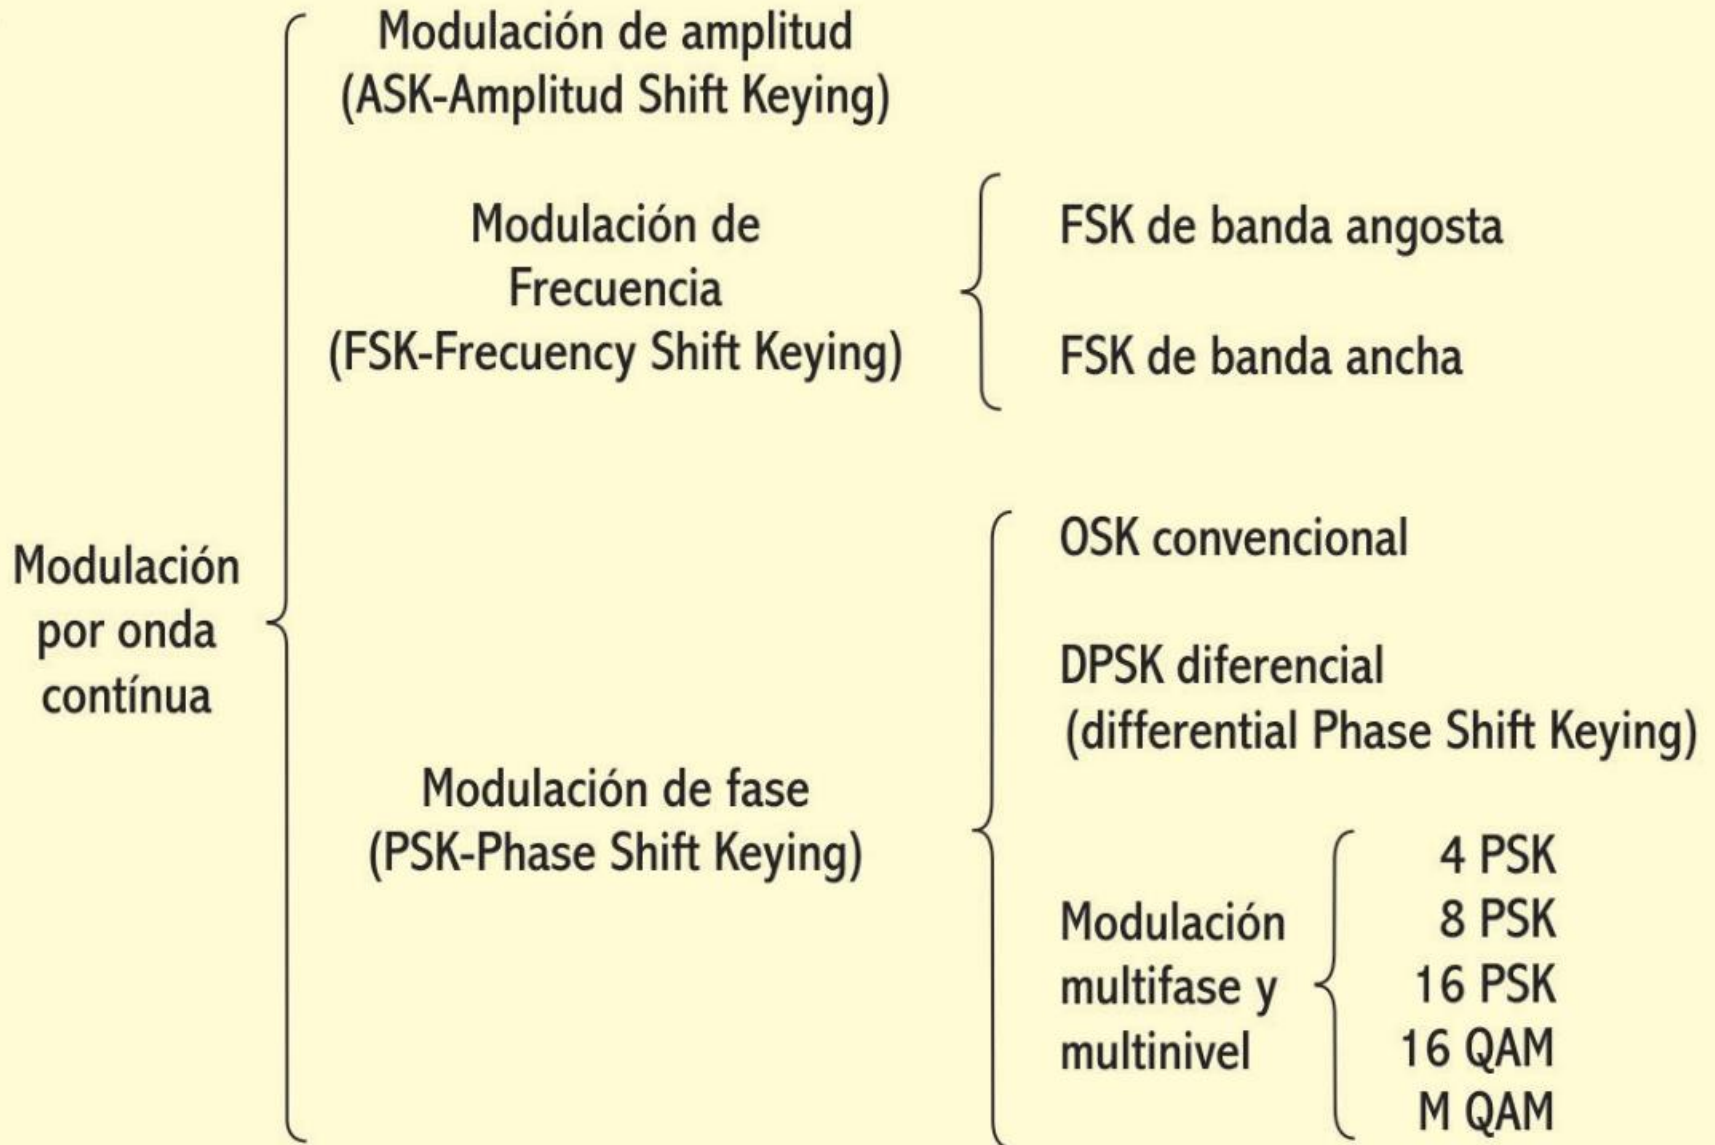 Modulación
por onda
contínua
Modulación de amplitud
(ASK-Amplitud Shift Keying)
Modulación de
Frecuencia
(FSK-Frecuency Shift Keying)
FSK de banda angosta
FSK de banda ancha
Modulación de fase
(PSK-Phase Shift Keying)
OSK convencional
DPSK diferencial
(differential Phase Shift Keying)
Modulación
multifase y
multinivel
4 PSK
8 PSK
16 PSK
16 QAM
M QAM